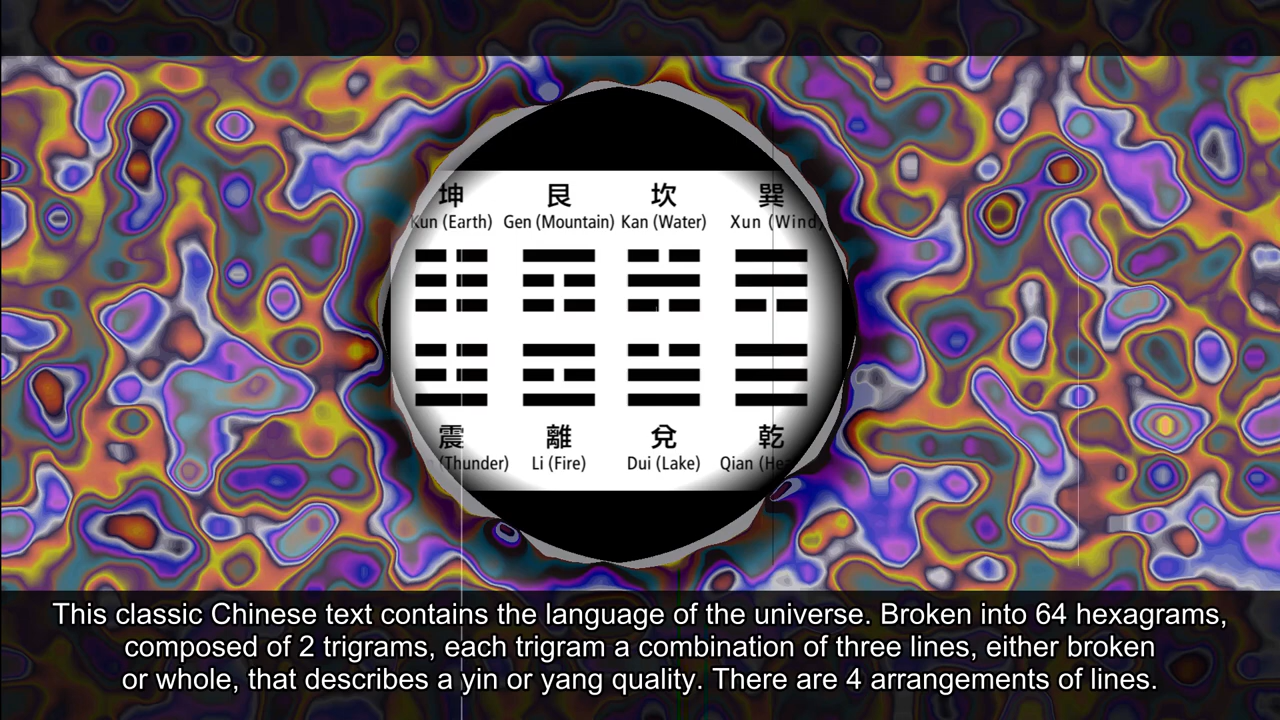 坤 艮 坎 巽
Kun (Earth) Gen (Mountain) Kan (Water) Xun (Wind)
震 離 兌 乾
(Thunder) Li (Fire) Dui (Lake) Qian
This classic Chinese text contains the language of the universe. Broken into 64 hexagrams,
composed of 2 trigrams, each trigram a combination of three lines, either broken
or whole, that describes a yin or yang quality. There are 4 arrangements of lines.